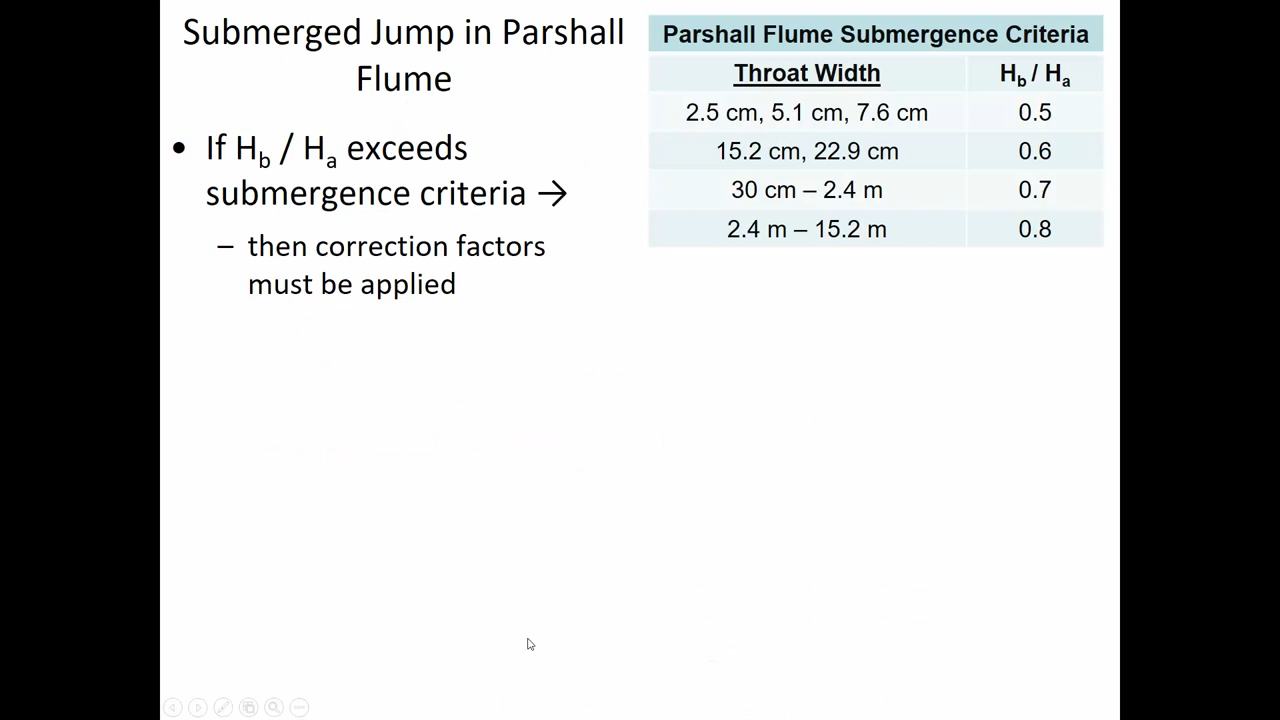 Submerged Jump in Parshall
Flume
• If Hb / Ha exceeds
submergence criteria →
– then correction factors
must be applied
Parshall Flume Submergence Criteria
Throat Width Hb / Ha
2.5 cm, 5.1 cm, 7.6 cm 0.5
15.2 cm, 22.9 cm 0.6
30 cm – 2.4 m 0.7
2.4 m – 15.2 m 0.8